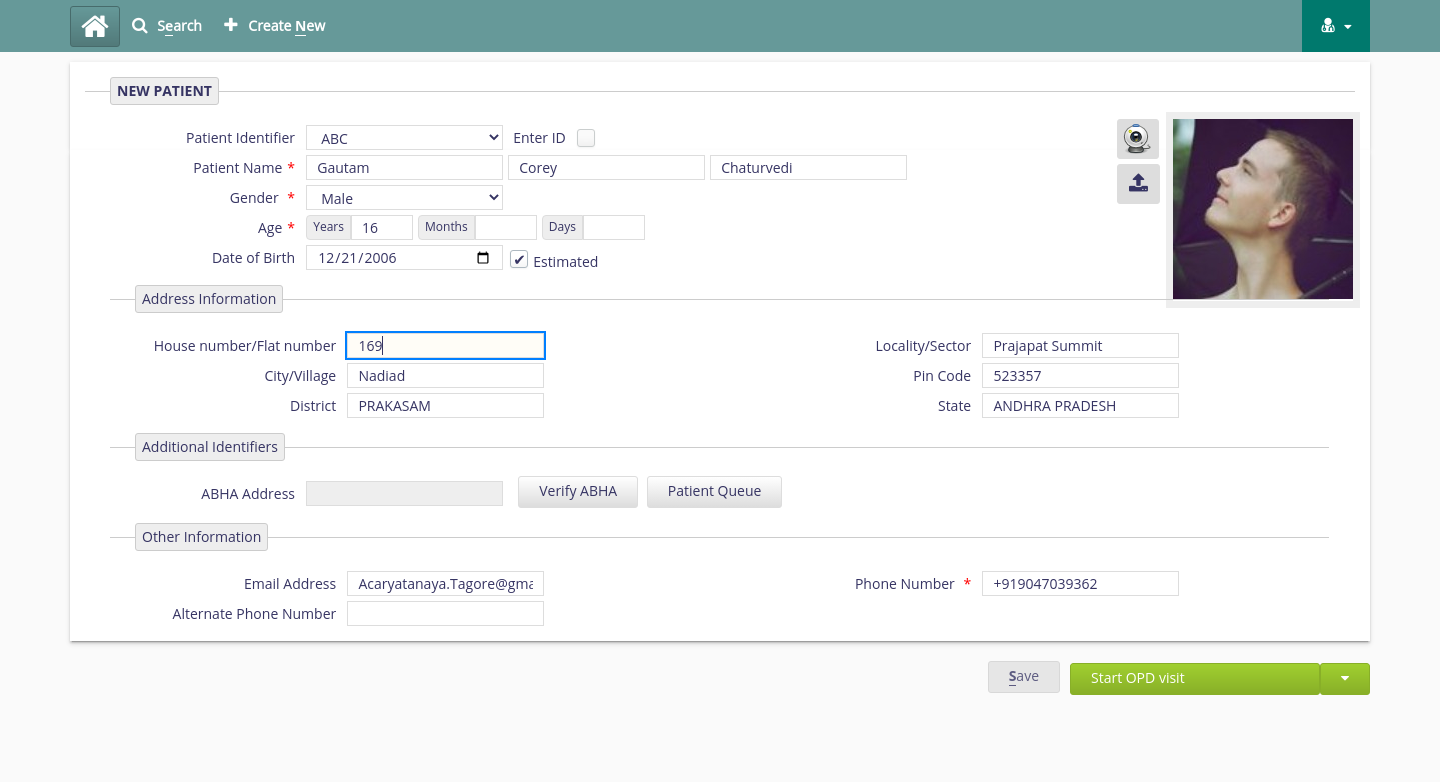 Search Create New
NEW PATIENT
Patient Identifier ABC Enter ID
Patient Name * Gautam Corey Chaturvedi
Gender * Male
Age * Years 16 Months Days
Date of Birth 12/21/2006 ✔ Estimated
Address Information
House number/Flat number 169 Locality/Sector Prajapat Summit
City/Village Nadiad Pin Code 523357
District PRAKASAM State ANDHRA PRADESH
Additional Identifiers
ABHA Address Verify ABHA Patient Queue
Other Information
Email Address Acaryatanaya.Tagore@gma Phone Number * +919047039362
Alternate Phone Number
Save Start OPD visit